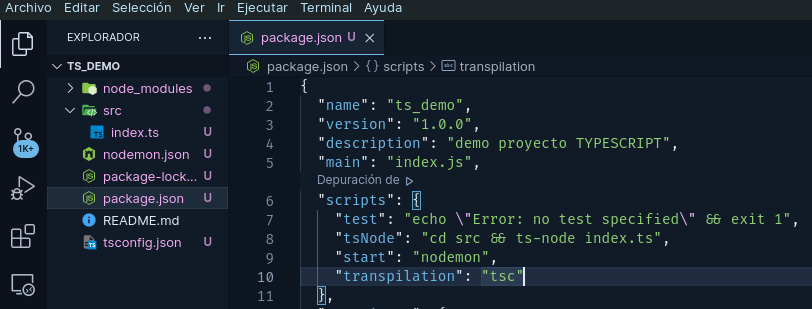 Archivo Editar Selección Ver Ir Ejecutar Terminal Ayuda
EXPLORADOR ...
package.json U
TS_DEMO
node_modules
src
TS index.ts U
nodemon.json U
package-lock... U
package.json U
README.md
tsconfig.json U
1K+
package.json > {} scripts > abc transpilation
1 {
2 "name": "ts_demo",
3 "version": "1.0.0",
4 "description": "demo proyecto TYPESCRIPT",
5 "main": "index.js",
Depuración de
6 "scripts": {
7 "test": "echo \"Error: no test specified\" && exit 1",
8 "tsNode": "cd src && ts-node index.ts",
9 "start": "nodemon",
10 "transpilation": "tsc"
11 },